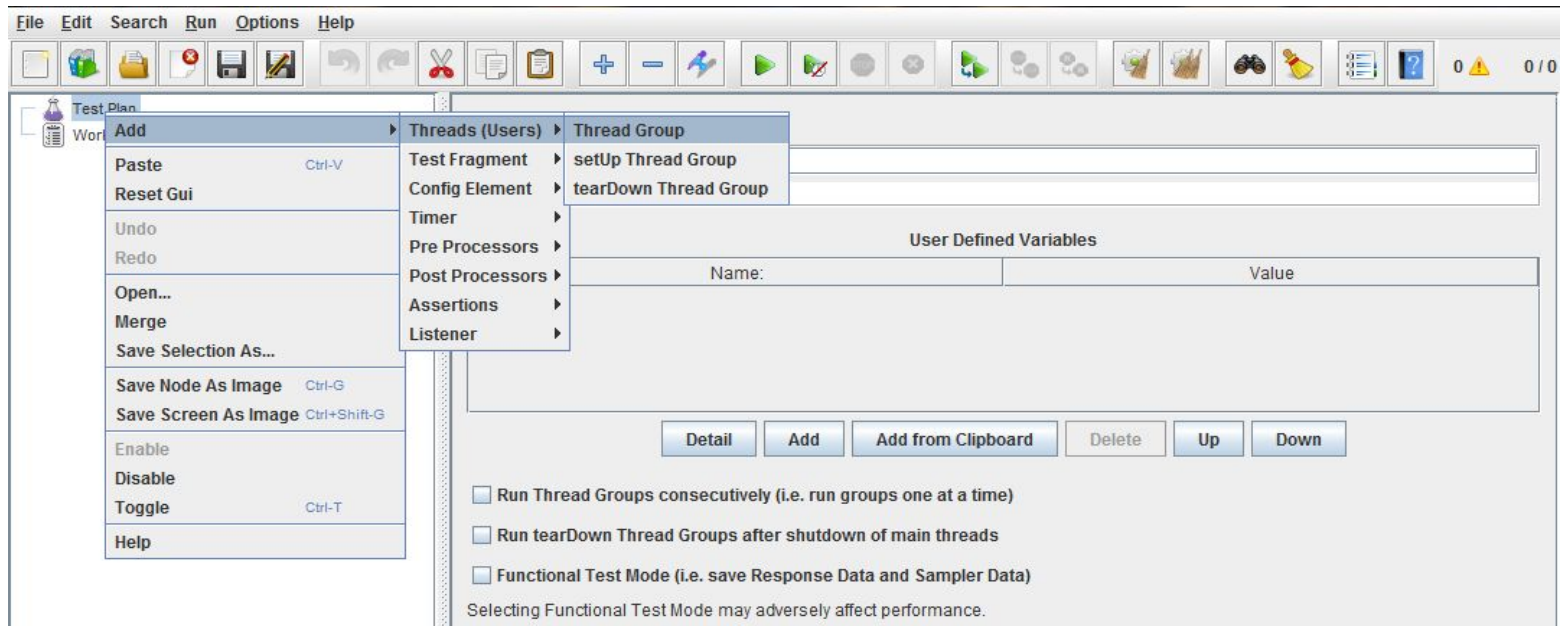 File Edit Search Run Options Help
0 0 / 0
Test Plan
Add Threads (Users) Thread Group
Paste Ctrl-V Test Fragment setUp Thread Group
Reset Gui Config Element tearDown Thread Group
Undo Timer
Redo Pre Processors User Defined Variables
Post Processors Name: Value
Open... Assertions
Merge Listener
Save Selection As...
Save Node As Image Ctrl-G
Save Screen As Image Ctrl+Shift-G
Detail Add Add from Clipboard Delete Up Down
Enable
Disable
Toggle Ctrl-T
Help
Run Thread Groups consecutively (i.e. run groups one at a time)
Run tearDown Thread Groups after shutdown of main threads
Functional Test Mode (i.e. save Response Data and Sampler Data)
Selecting Functional Test Mode may adversely affect performance.